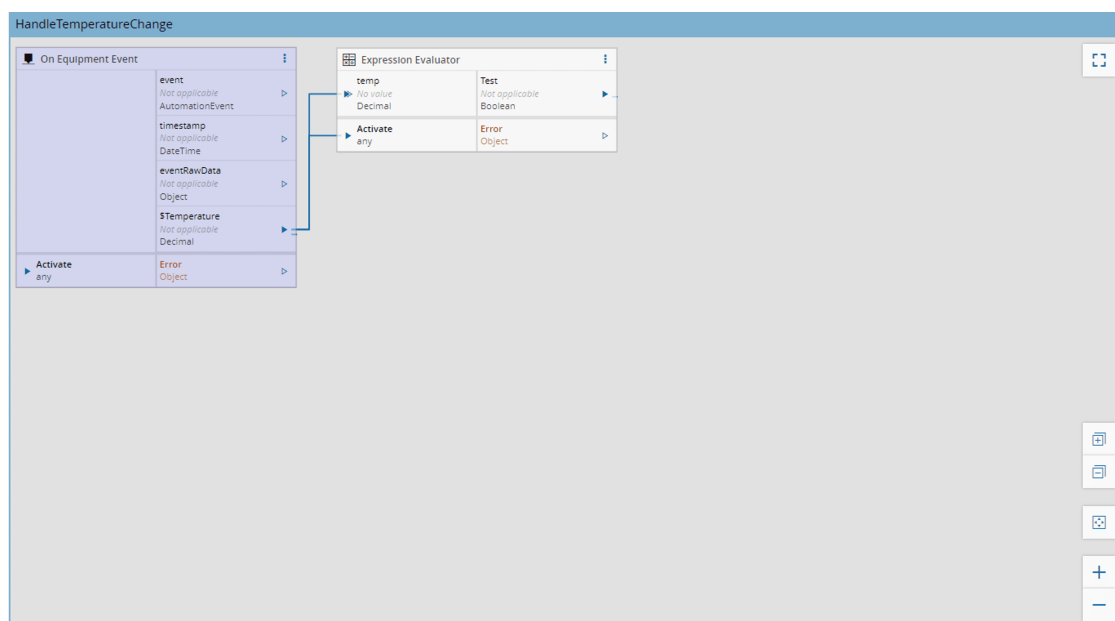 HandleTemperatureChange
On Equipment Event
event
Not applicable
AutomationEvent
timestamp
Not applicable
DateTime
eventRawData
Not applicable
Object
$Temperature
Not applicable
Decimal
Activate
any
Error
Object
Expression Evaluator
temp
No value
Decimal
Test
Not applicable
Boolean
Activate
any
Error
Object